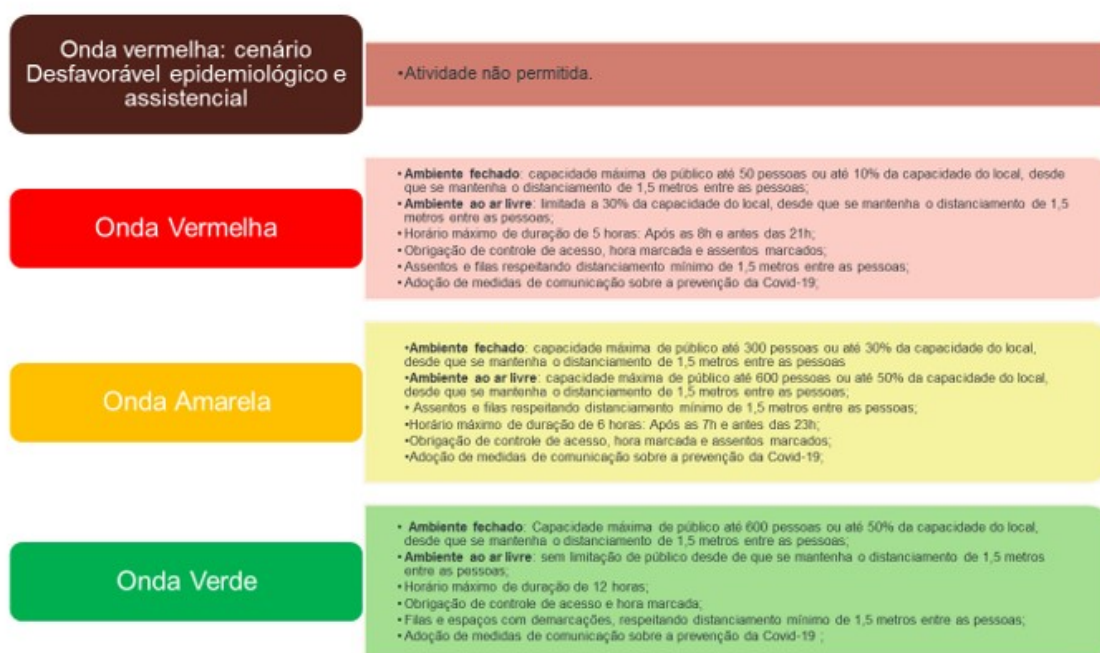 Onda vermelha: cenário
Desfavorável epidemiológico e
assistencial
•Atividade não permitida.
Onda Vermelha
•Ambiente fechado: capacidade máxima de público até 50 pessoas ou até 10% da capacidade do local, desde
que se mantenha o distanciamento de 1,5 metros entre as pessoas;
•Ambiente ao ar livre: limitada a 30% da capacidade do local, desde que se mantenha o distanciamento de 1,5
metros entre as pessoas;
•Horário máximo de duração de 5 horas: Após as 8h e antes das 21h;
•Obrigação de controle de acesso, hora marcada e assentos marcados;
•Assentos e filas respeitando distanciamento mínimo de 1,5 metros entre as pessoas;
•Adoção de medidas de comunicação sobre a prevenção da Covid-19;
Onda Amarela
•Ambiente fechado: capacidade máxima de público até 300 pessoas ou até 30% da capacidade do local,
desde que se mantenha o distanciamento de 1,5 metros entre as pessoas
•Ambiente ao ar livre: capacidade máxima de público até 600 pessoas ou até 50% da capacidade do local,
desde que se mantenha o distanciamento de 1,5 metros entre as pessoas;
• Assentos e filas respeitando distanciamento mínimo de 1,5 metros entre as pessoas;
•Horário máximo de duração de 6 horas: Após as 7h e antes das 23h;
•Obrigação de controle de acesso, hora marcada e assentos marcados;
•Adoção de medidas de comunicação sobre a prevenção da Covid-19;
Onda Verde
• Ambiente fechado: Capacidade máxima de público até 600 pessoas ou até 50% da capacidade do local,
desde que se mantenha o distanciamento de 1,5 metros entre as pessoas;
•Ambiente ao ar livre: sem limitação de público desde de que se mantenha o distanciamento de 1,5 metros
entre as pessoas;
•Horário máximo de duração de 12 horas;
•Obrigação de controle de acesso e hora marcada;
•Filas e espaços com demarcações, respeitando distanciamento mínimo de 1,5 metros entre as pessoas;
•Adoção de medidas de comunicação sobre a prevenção da Covid-19 ;